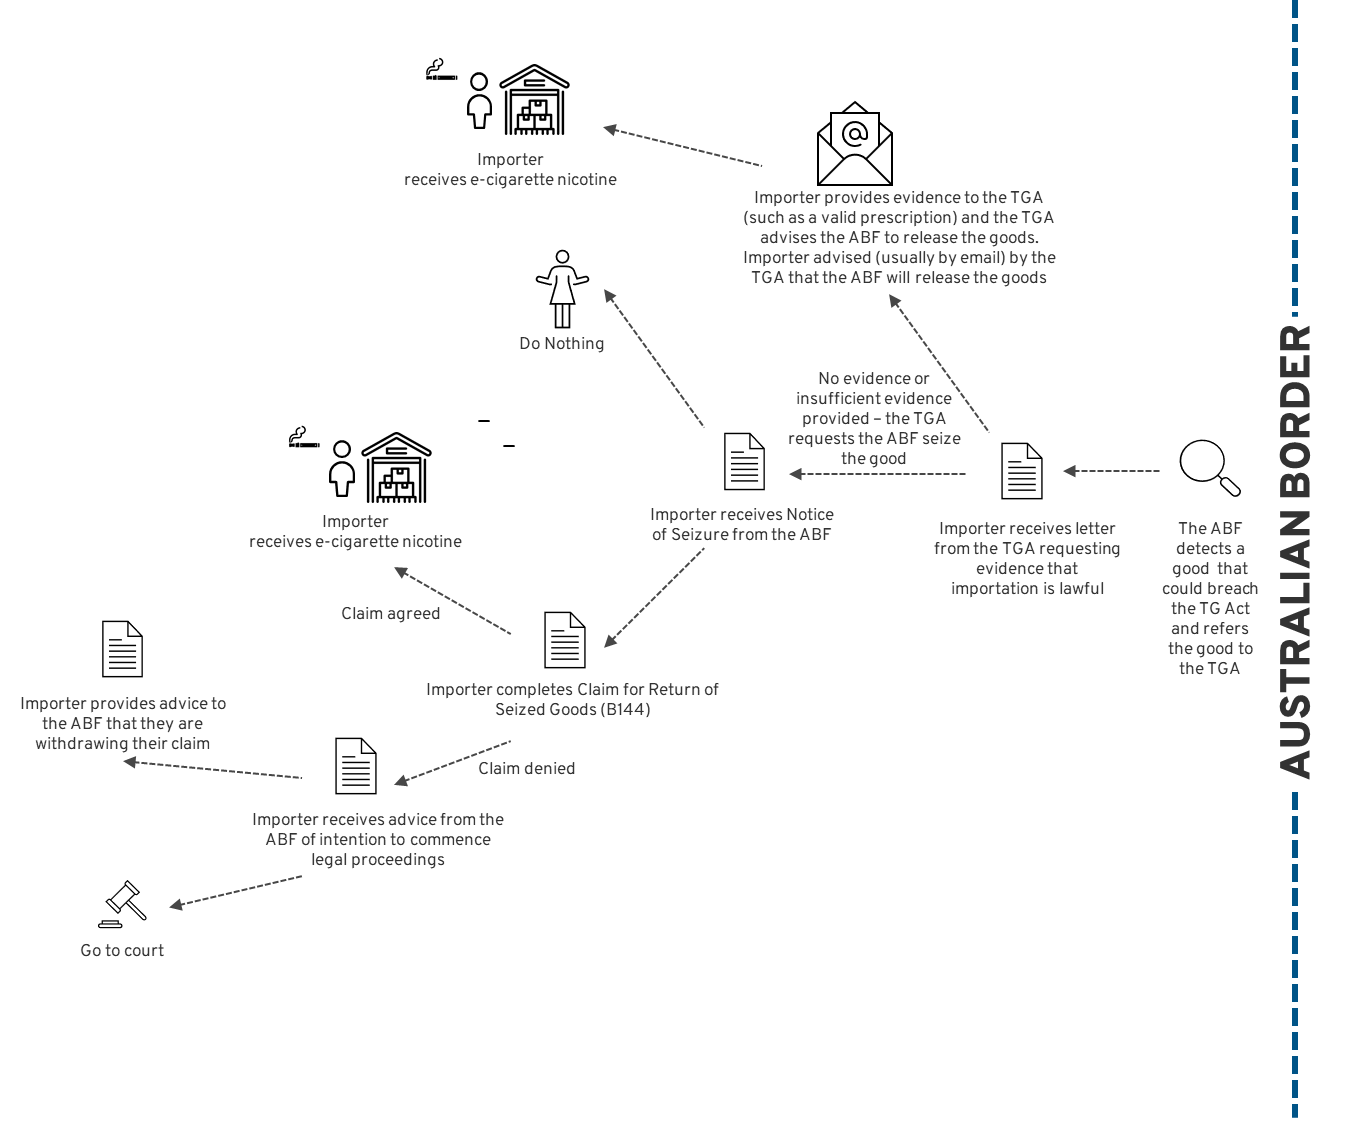 Importer
receives e-cigarette nicotine
Importer provides evidence to the TGA
(such as a valid prescription) and the TGA
advises the ABF to release the goods.
Importer advised (usually by email) by the
TGA that the ABF will release the goods
Do Nothing
No evidence or
insufficient evidence
provided – the TGA
requests the ABF seize
the good
Importer receives Notice
of Seizure from the ABF
Importer receives letter
from the TGA requesting
evidence that
importation is lawful
The ABF
detects a
good that
could breach
the TG Act
and refers
the good to
the TGA
AUSTRALIAN BORDER
Importer
receives e-cigarette nicotine
Claim agreed
Importer completes Claim for Return of
Seized Goods (B144)
Claim denied
Importer provides advice to
the ABF that they are
withdrawing their claim
Importer receives advice from the
ABF of intention to commence
legal proceedings
Go to court